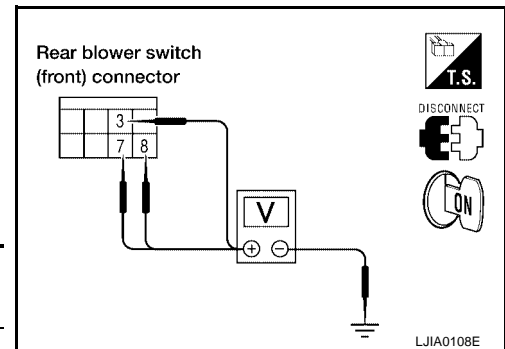 Rear blower switch
(front) connector
T.S.
3
7 8
DISCONNECT
V
ON
+ −
LJIA0108E